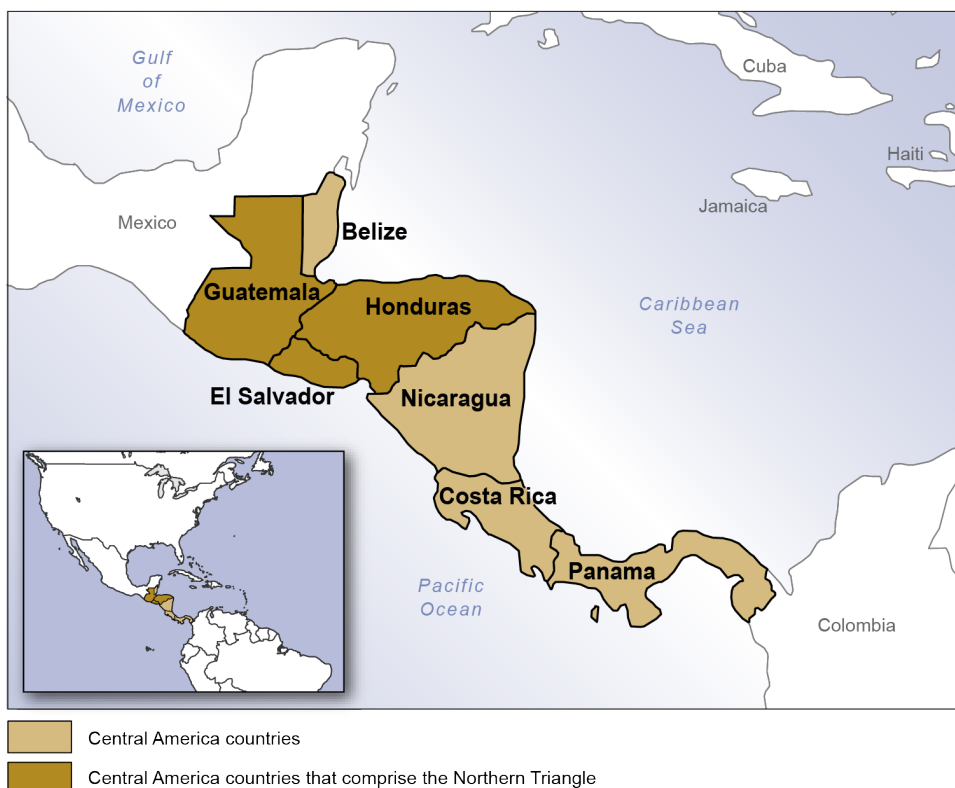 Gulf
of
Mexico
Cuba
Haiti
Jamaica
Mexico
Belize
Guatemala
Honduras
Caribbean
Sea
El Salvador
Nicaragua
Costa Rica
Panama
Pacific
Ocean
Colombia
Central America countries
Central America countries that comprise the Northern Triangle